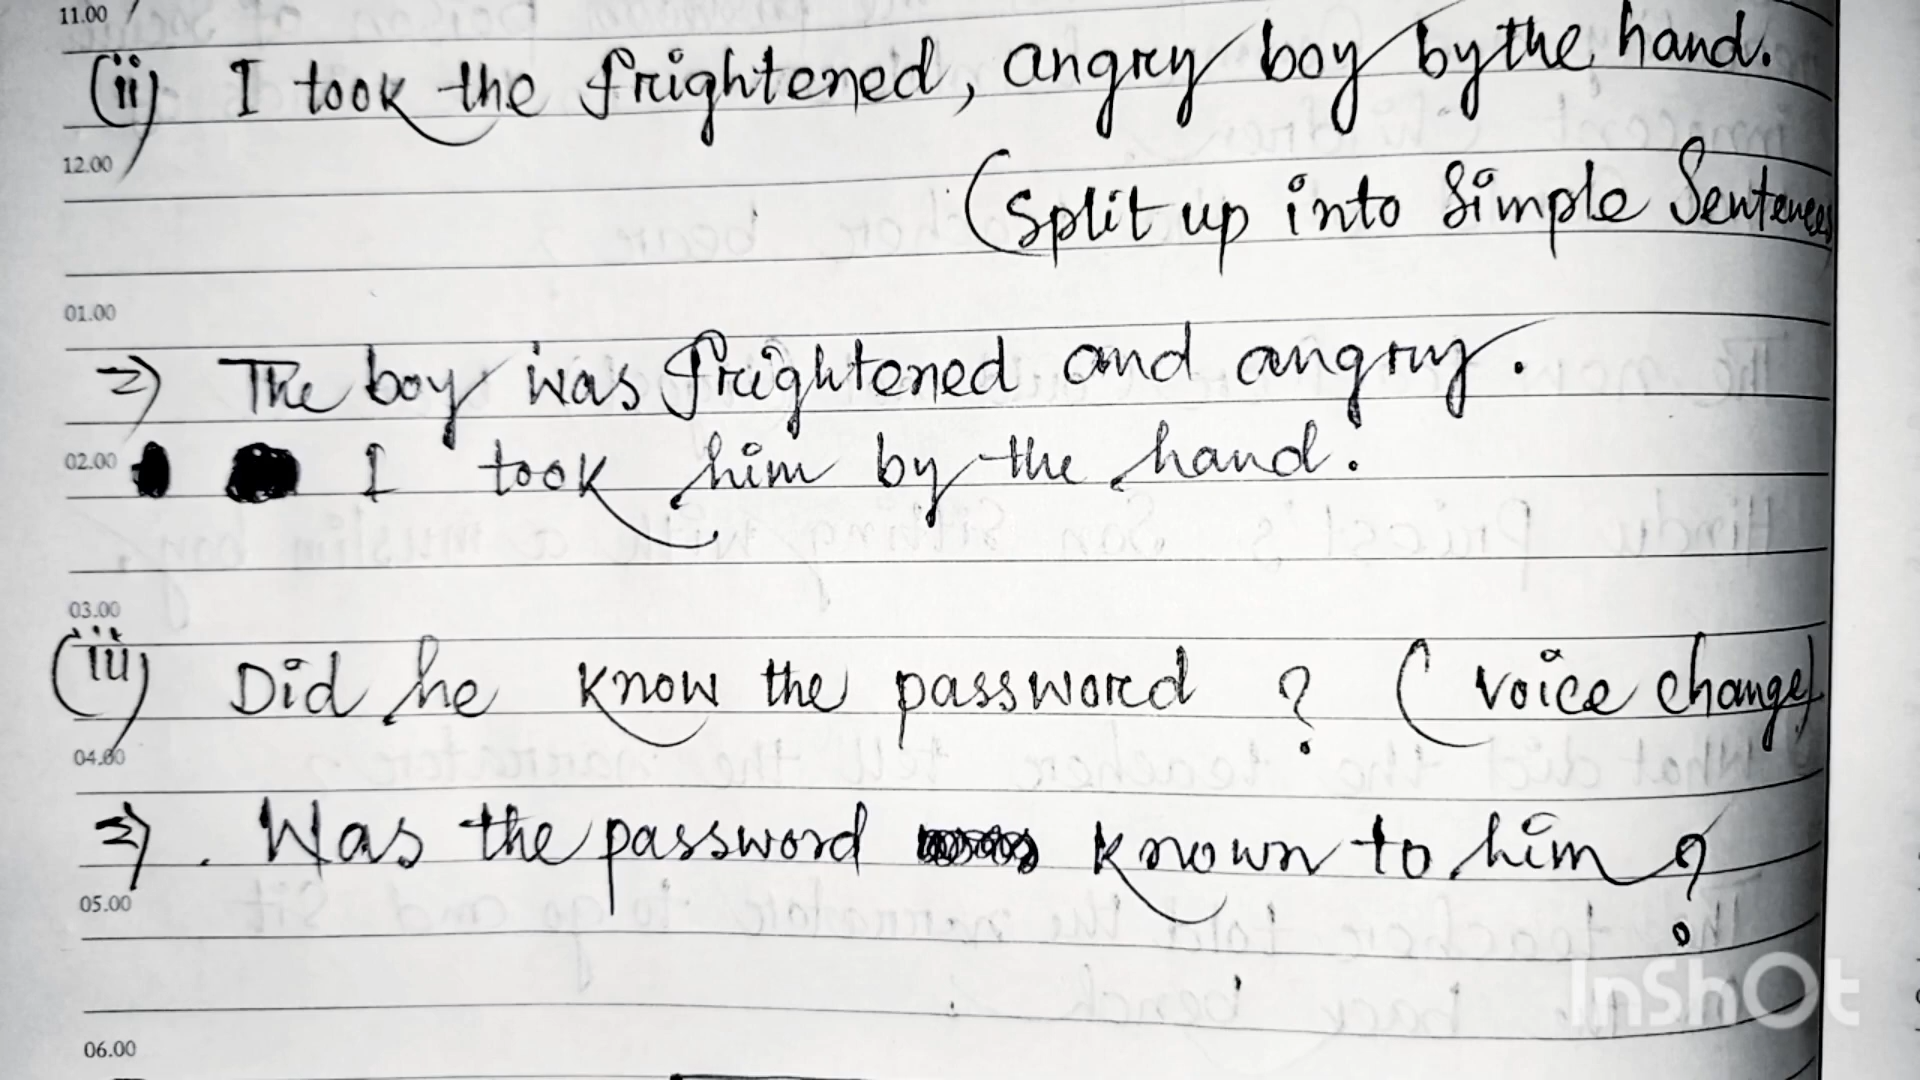 11.00
(ii) I took the frightened, angry boy by the hand.
12.00
(Split up into Simple Sentences)
01.00
=) The boy was frightened and angry.
02.00
I took him by the hand.
03.00
(iii) Did he know the password ? ( voice change)
04.00
=) . Was the password known to him ?
05.00
InShOt
06.00